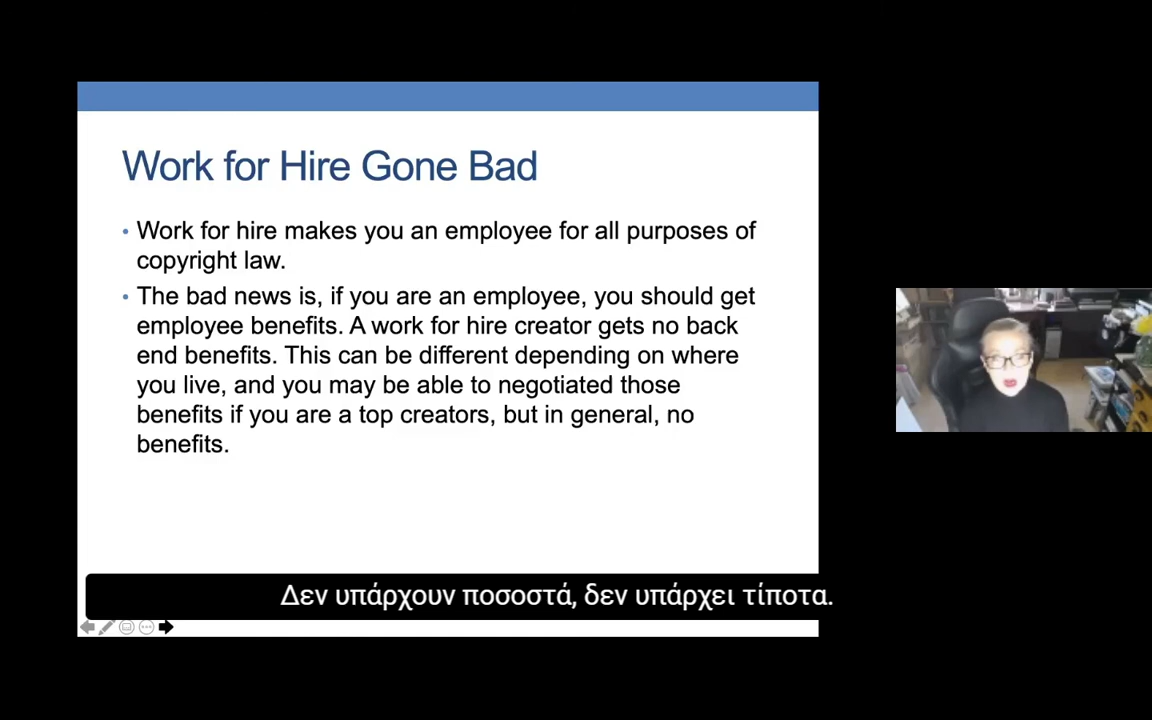 Work for Hire Gone Bad
• Work for hire makes you an employee for all purposes of
copyright law.
• The bad news is, if you are an employee, you should get
employee benefits. A work for hire creator gets no back
end benefits. This can be different depending on where
you live, and you may be able to negotiated those
benefits if you are a top creators, but in general, no
benefits.
Δεν υπάρχουν ποσοστά, δεν υπάρχει τίποτα.